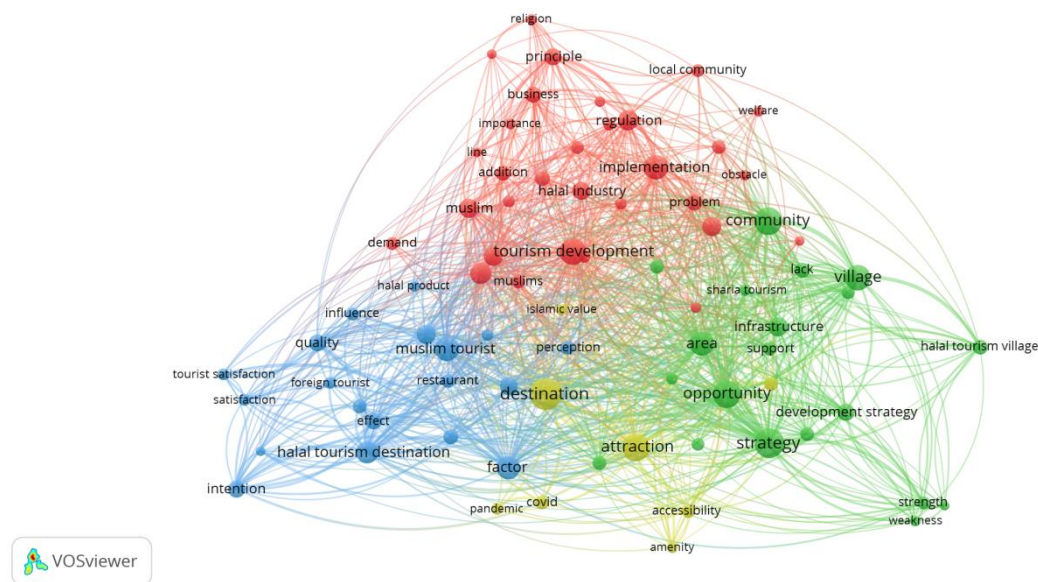 religion
principle
local community
business
welfare
importance
regulation
line
implementation
addition
obstacle
halal industry
problem
muslim
community
demand
tourism development
lack
village
muslims
halal product
sharia tourism
islamic value
influence
infrastructure
quality
muslim tourist
perception
area
support
halal tourism village
tourist satisfaction
foreign tourist
restaurant
satisfaction
destination
opportunity
development strategy
effect
halal tourism destination
attraction
strategy
factor
intention
covid
strength
pandemic
accessibility
weakness
amenity
VOSviewer